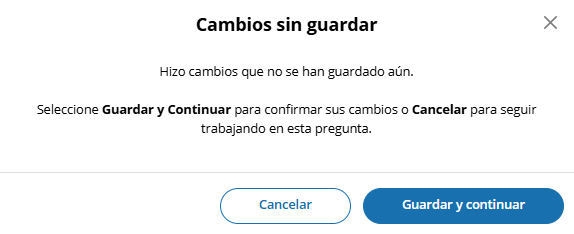 Cambios sin guardar
Hizo cambios que no se han guardado aún.
Seleccione Guardar y Continuar para confirmar sus cambios o Cancelar para seguir
trabajando en esta pregunta.
Cancelar
Guardar y continuar